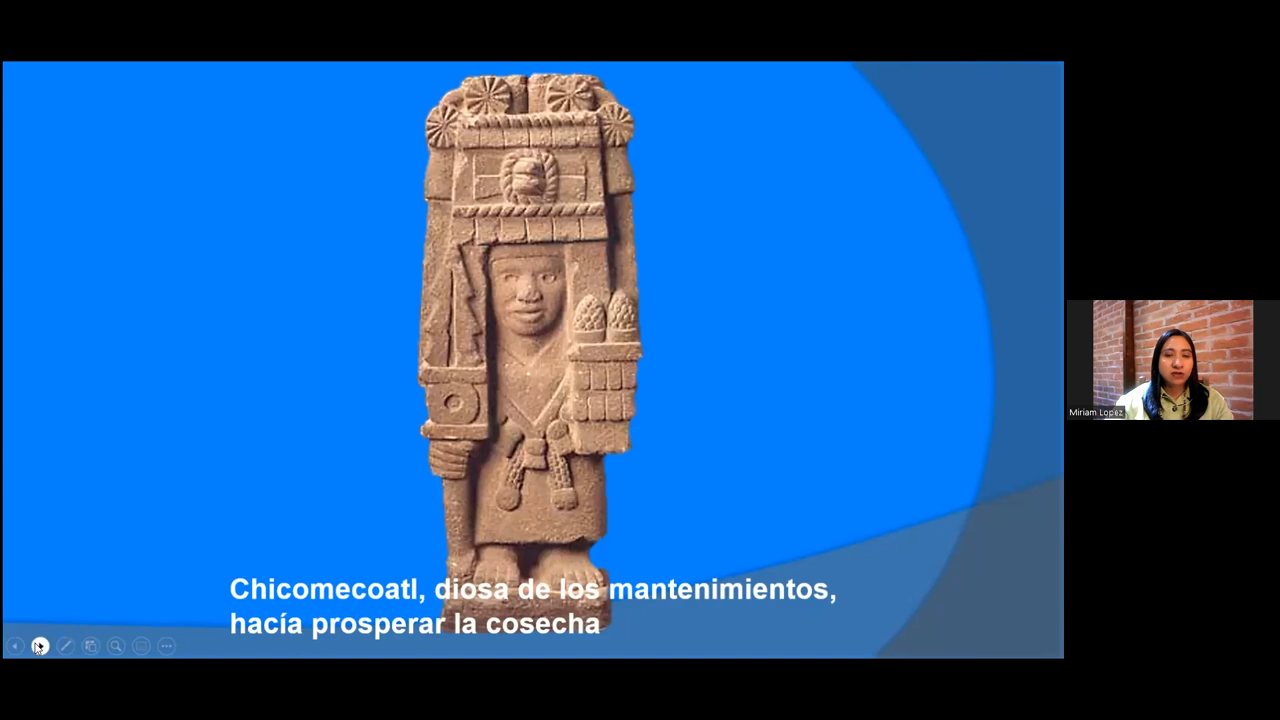 Chicomecoatl, diosa de los mantenimientos,
hacía prosperar la cosecha
Miriam Lopez